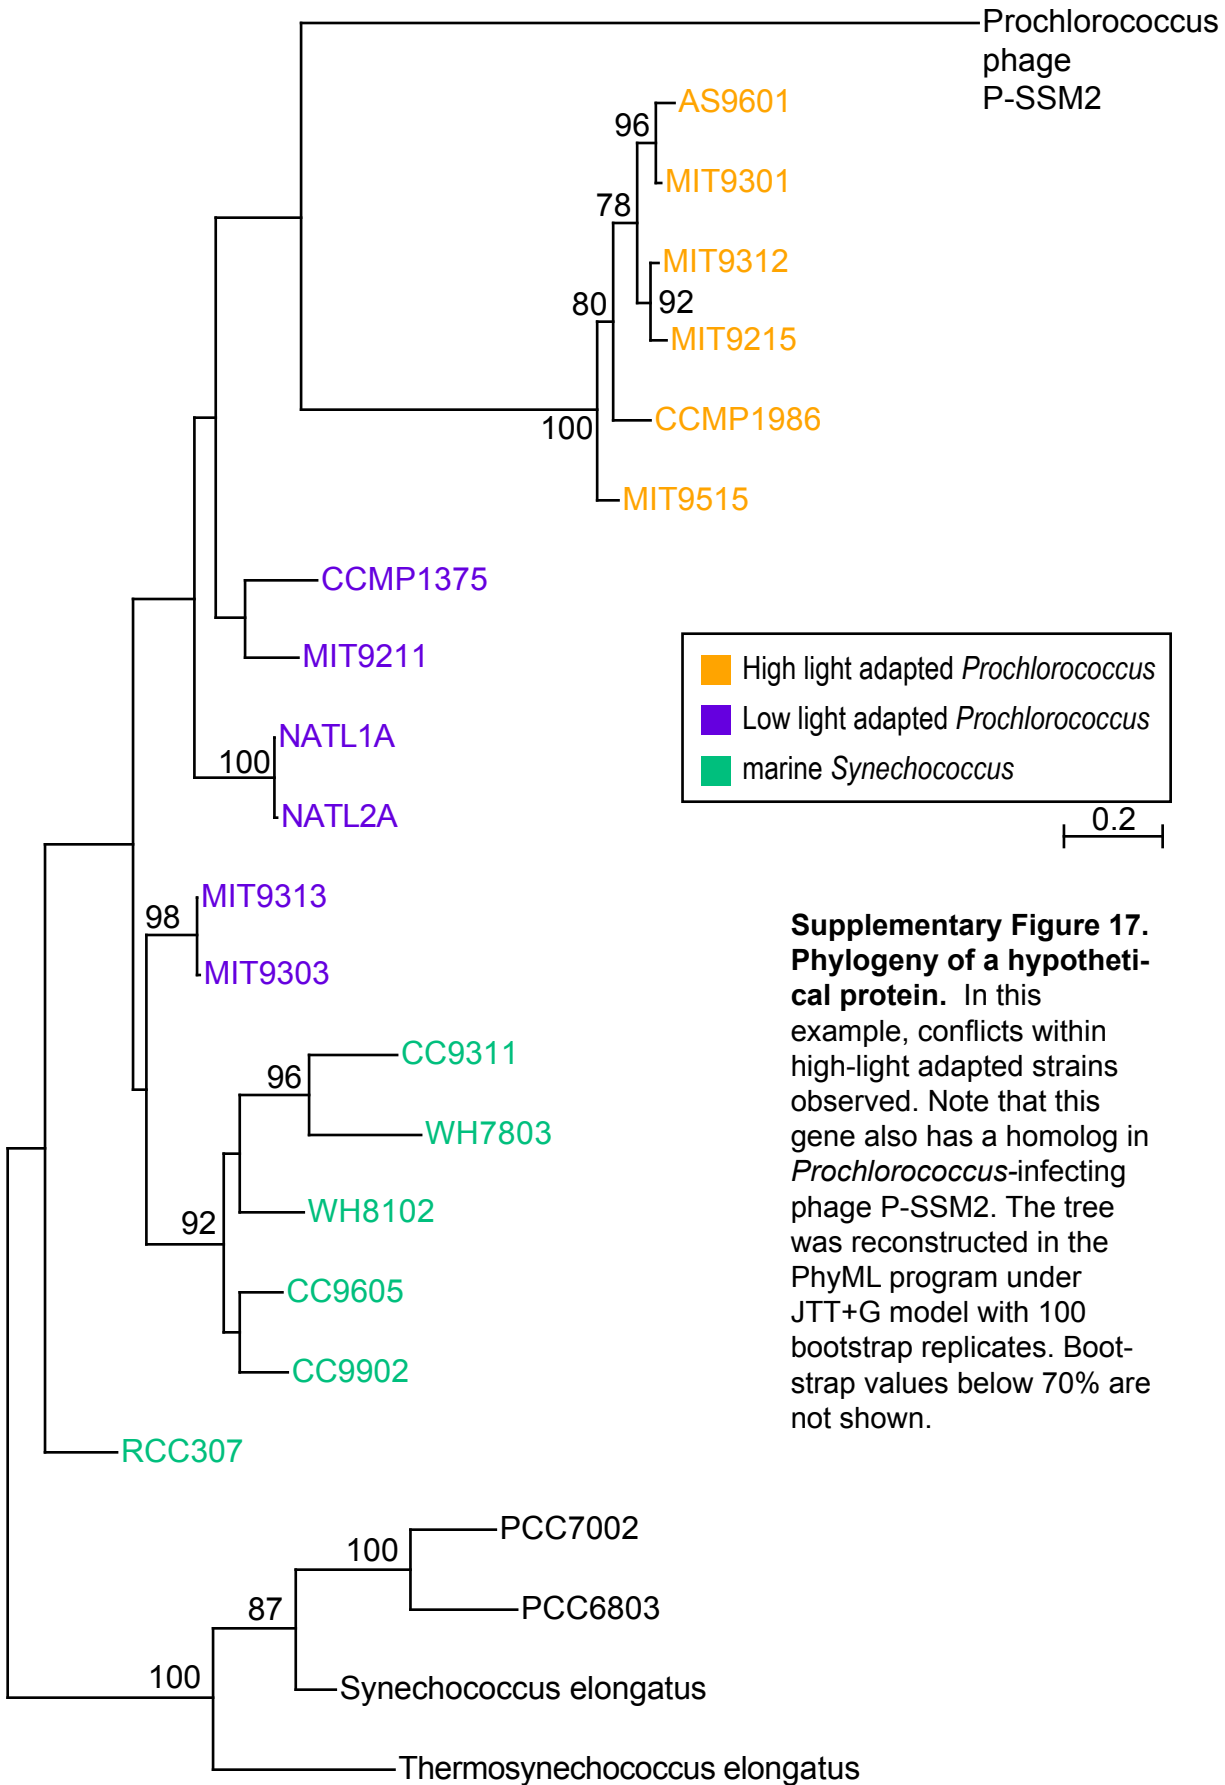 Prochlorococcus
phage
P-SSM2
AS9601
96
MIT9301
78
MIT9312
80
92
MIT9215
CCMP1986
100
MIT9515
CCMP1375
MIT9211
High light adapted Prochlorococcus
Low light adapted Prochlorococcus
marine Synechococcus
NATL1A
100
NATL2A
0.2
MIT9313
98
MIT9303
Supplementary Figure 17.
Phylogeny of a hypotheti-
cal protein. In this
example, conflicts within
high-light adapted strains
observed. Note that this
gene also has a homolog in
Prochlorococcus-infecting
phage P-SSM2. The tree
was reconstructed in the
PhyML program under
JTT+G model with 100
bootstrap replicates. Boot-
strap values below 70% are
not shown.
CC9311
96
WH7803
WH8102
92
CC9605
CC9902
RCC307
PCC7002
100
PCC6803
87
100
Synechococcus elongatus
Thermosynechococcus elongatus